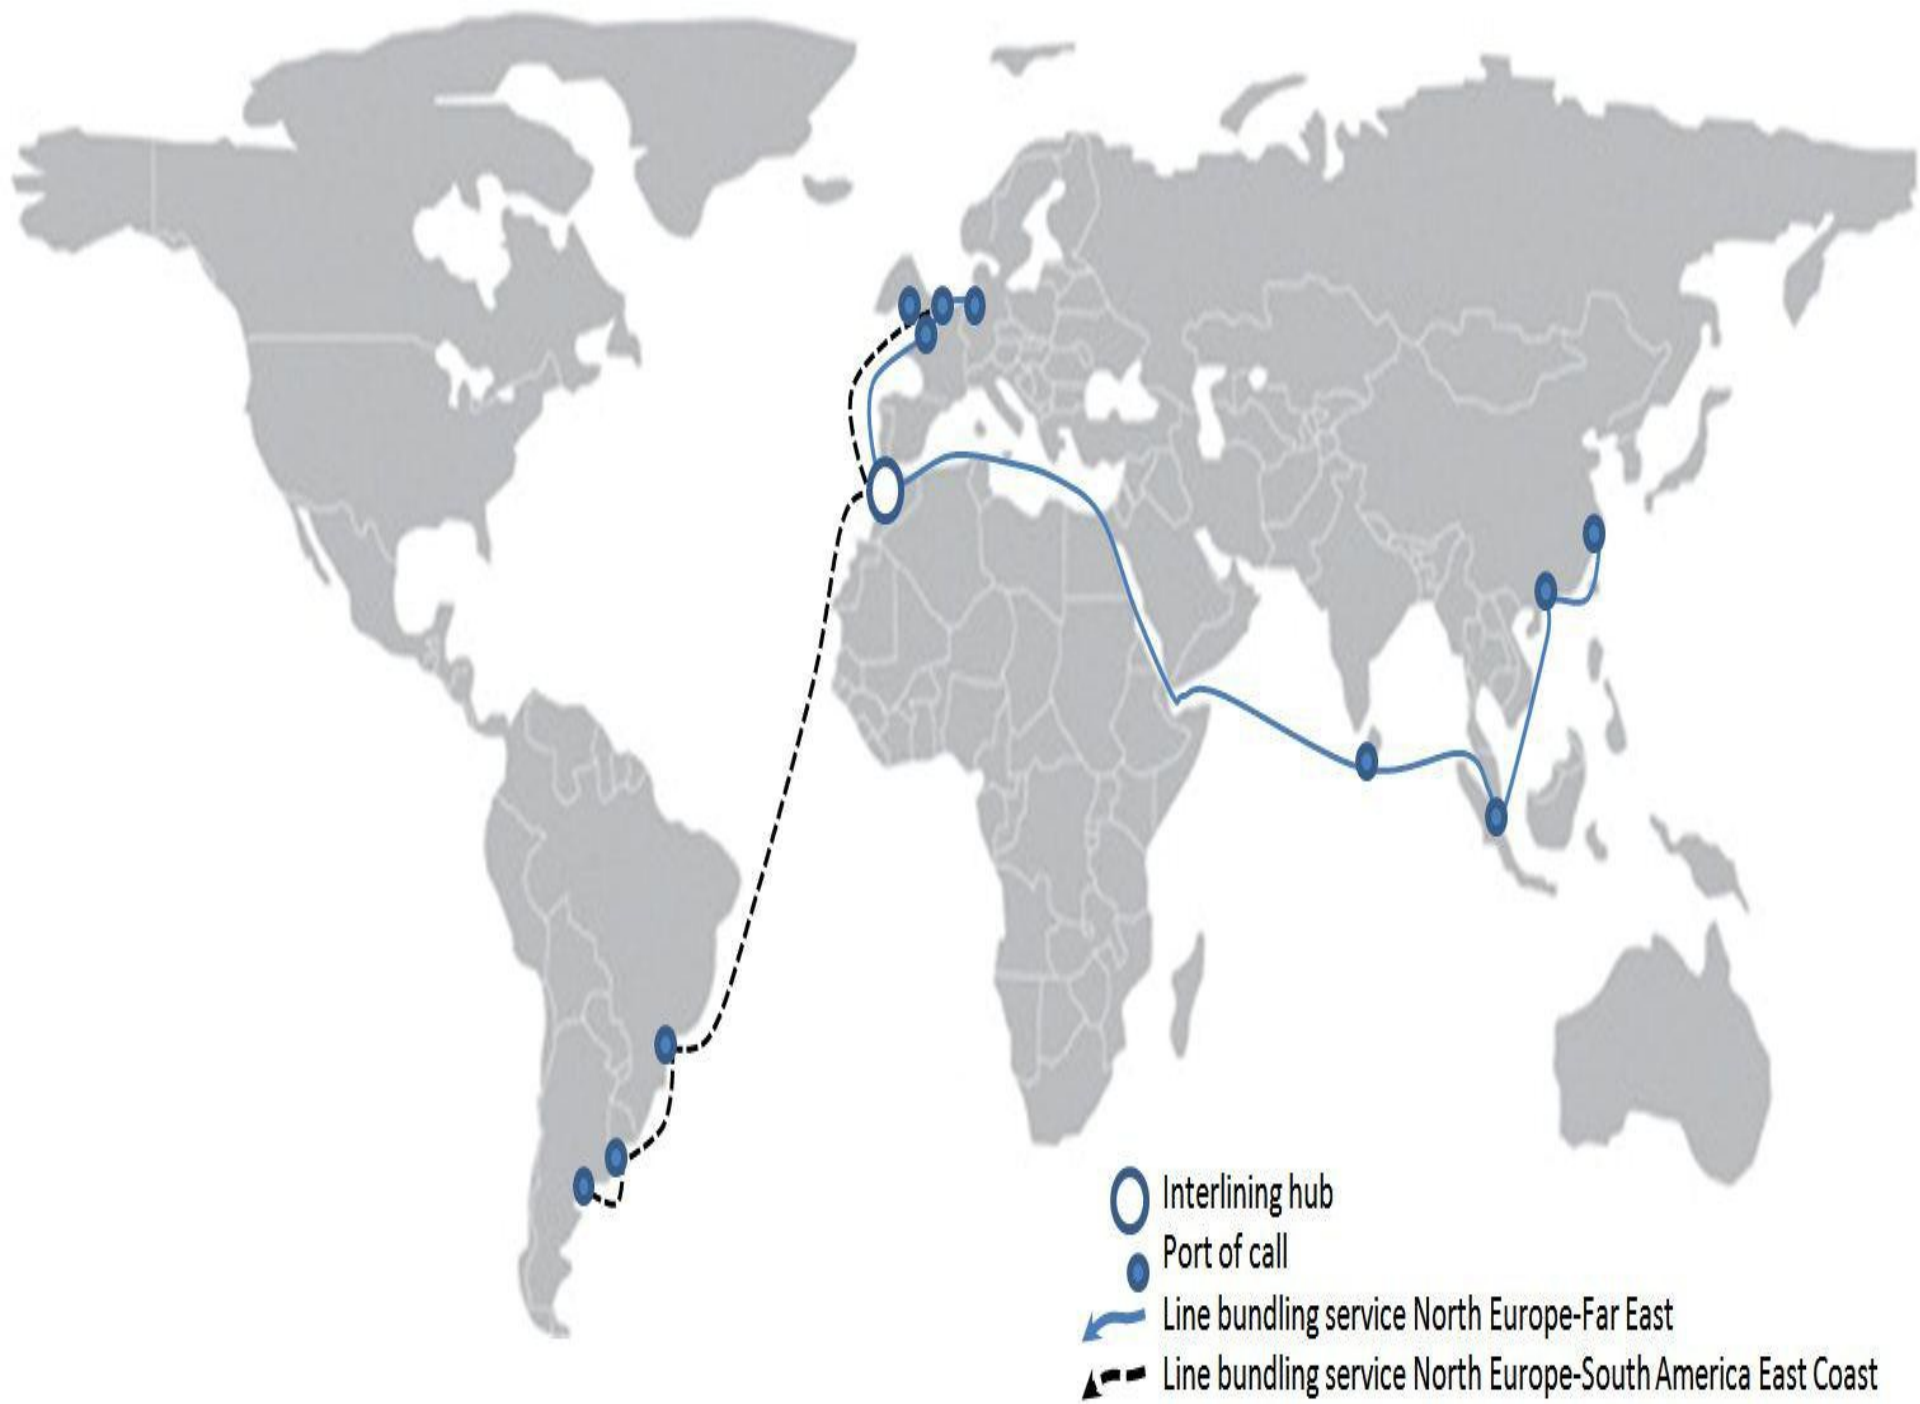 Interlining hub
Port of call
Line bundling service North Europe-Far East
Line bundling service North Europe-South America East Coast